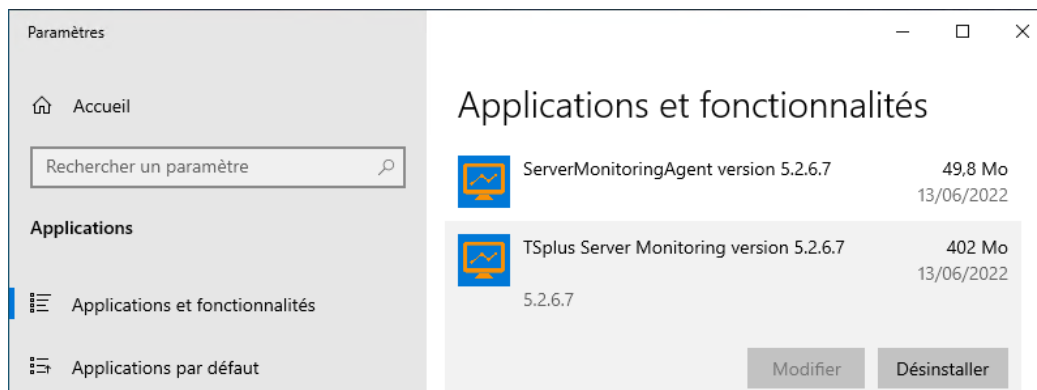 Paramètres
Accueil
Rechercher un paramètre
Applications
Applications et fonctionnalités
Applications par défaut
Applications et fonctionnalités
ServerMonitoringAgent version 5.2.6.7
49,8 Mo
13/06/2022
TSplus Server Monitoring version 5.2.6.7
402 Mo
13/06/2022
5.2.6.7
Modifier
Désinstaller